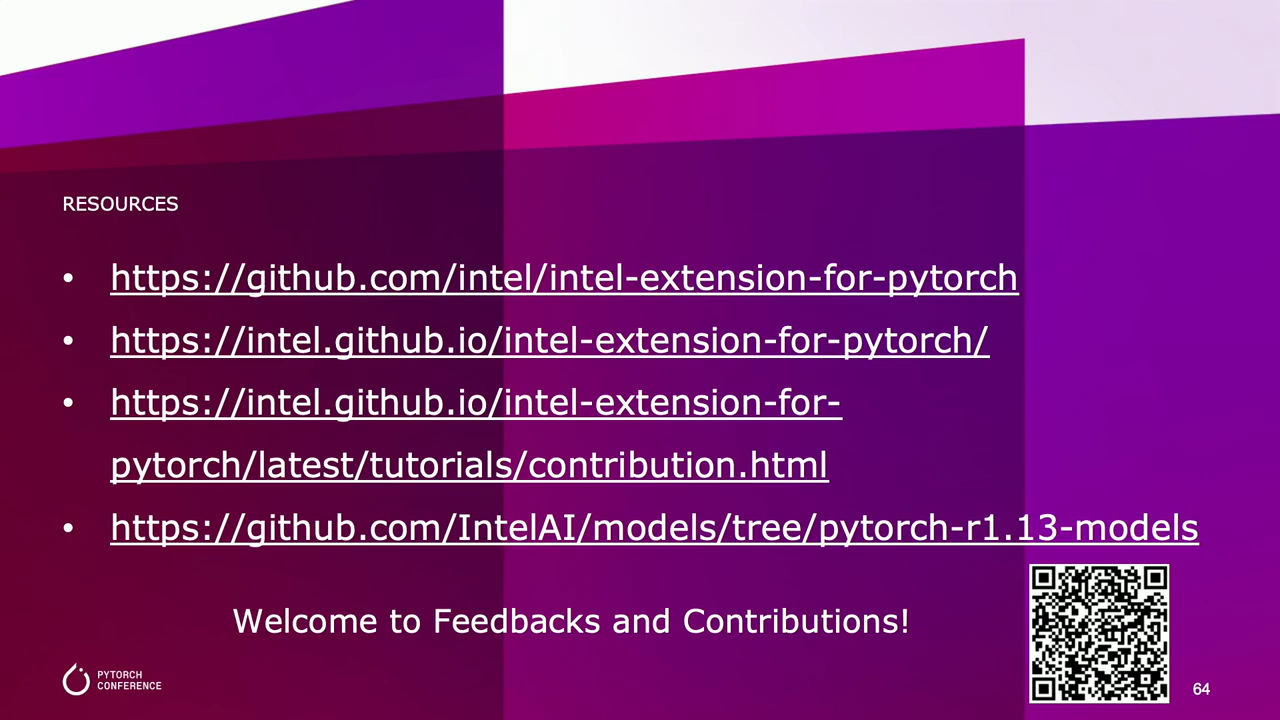 RESOURCES
• https://github.com/intel/intel-extension-for-pytorch
• https://intel.github.io/intel-extension-for-pytorch/
• https://intel.github.io/intel-extension-for-
pytorch/latest/tutorials/contribution.html
• https://github.com/IntelAI/models/tree/pytorch-r1.13-models
Welcome to Feedbacks and Contributions!
PYTORCH
CONFERENCE
64